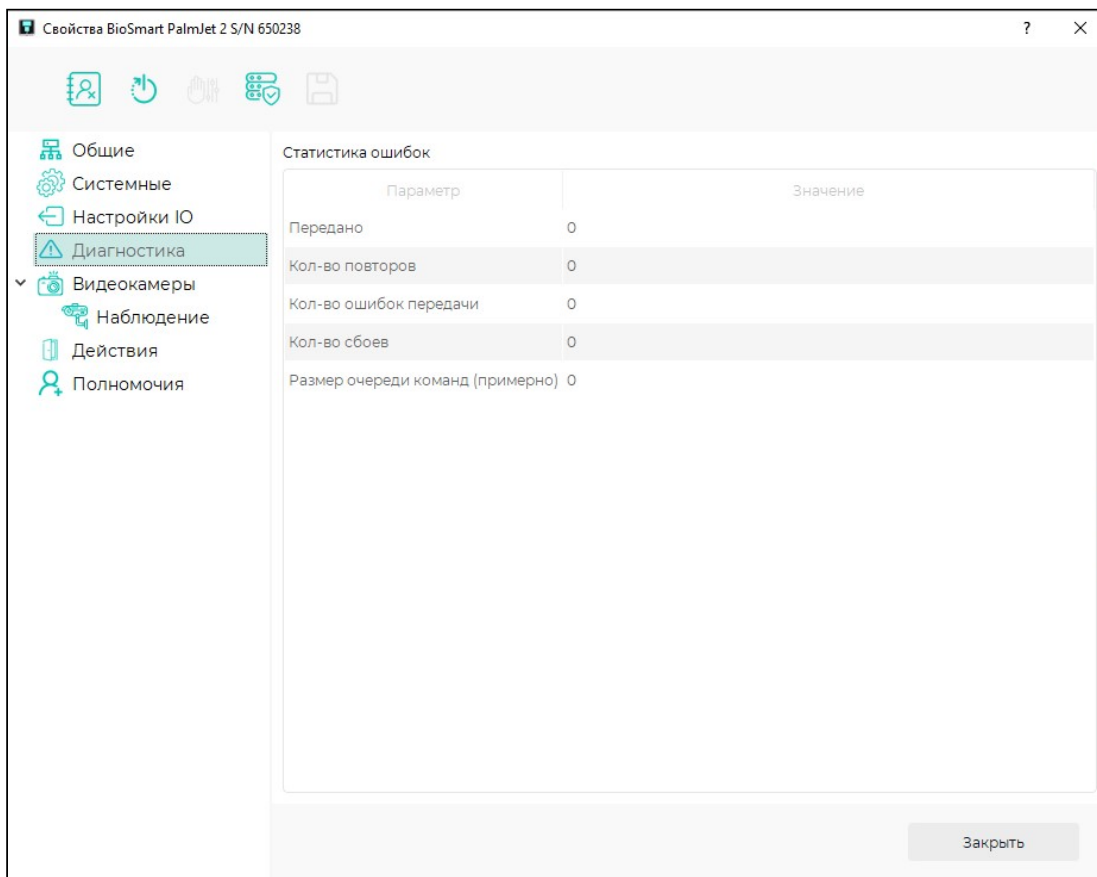 Свойства BioSmart PalmJet 2 S/N 650238
?
Общие
Системные
Настройки IO
Диагностика
Видеокамеры
Наблюдение
Действия
Полномочия
Статистика ошибок
Параметр Значение
Передано 0
Кол-во повторов 0
Кол-во ошибок передачи 0
Кол-во сбоев 0
Размер очереди команд (примерно) 0
Закрыть